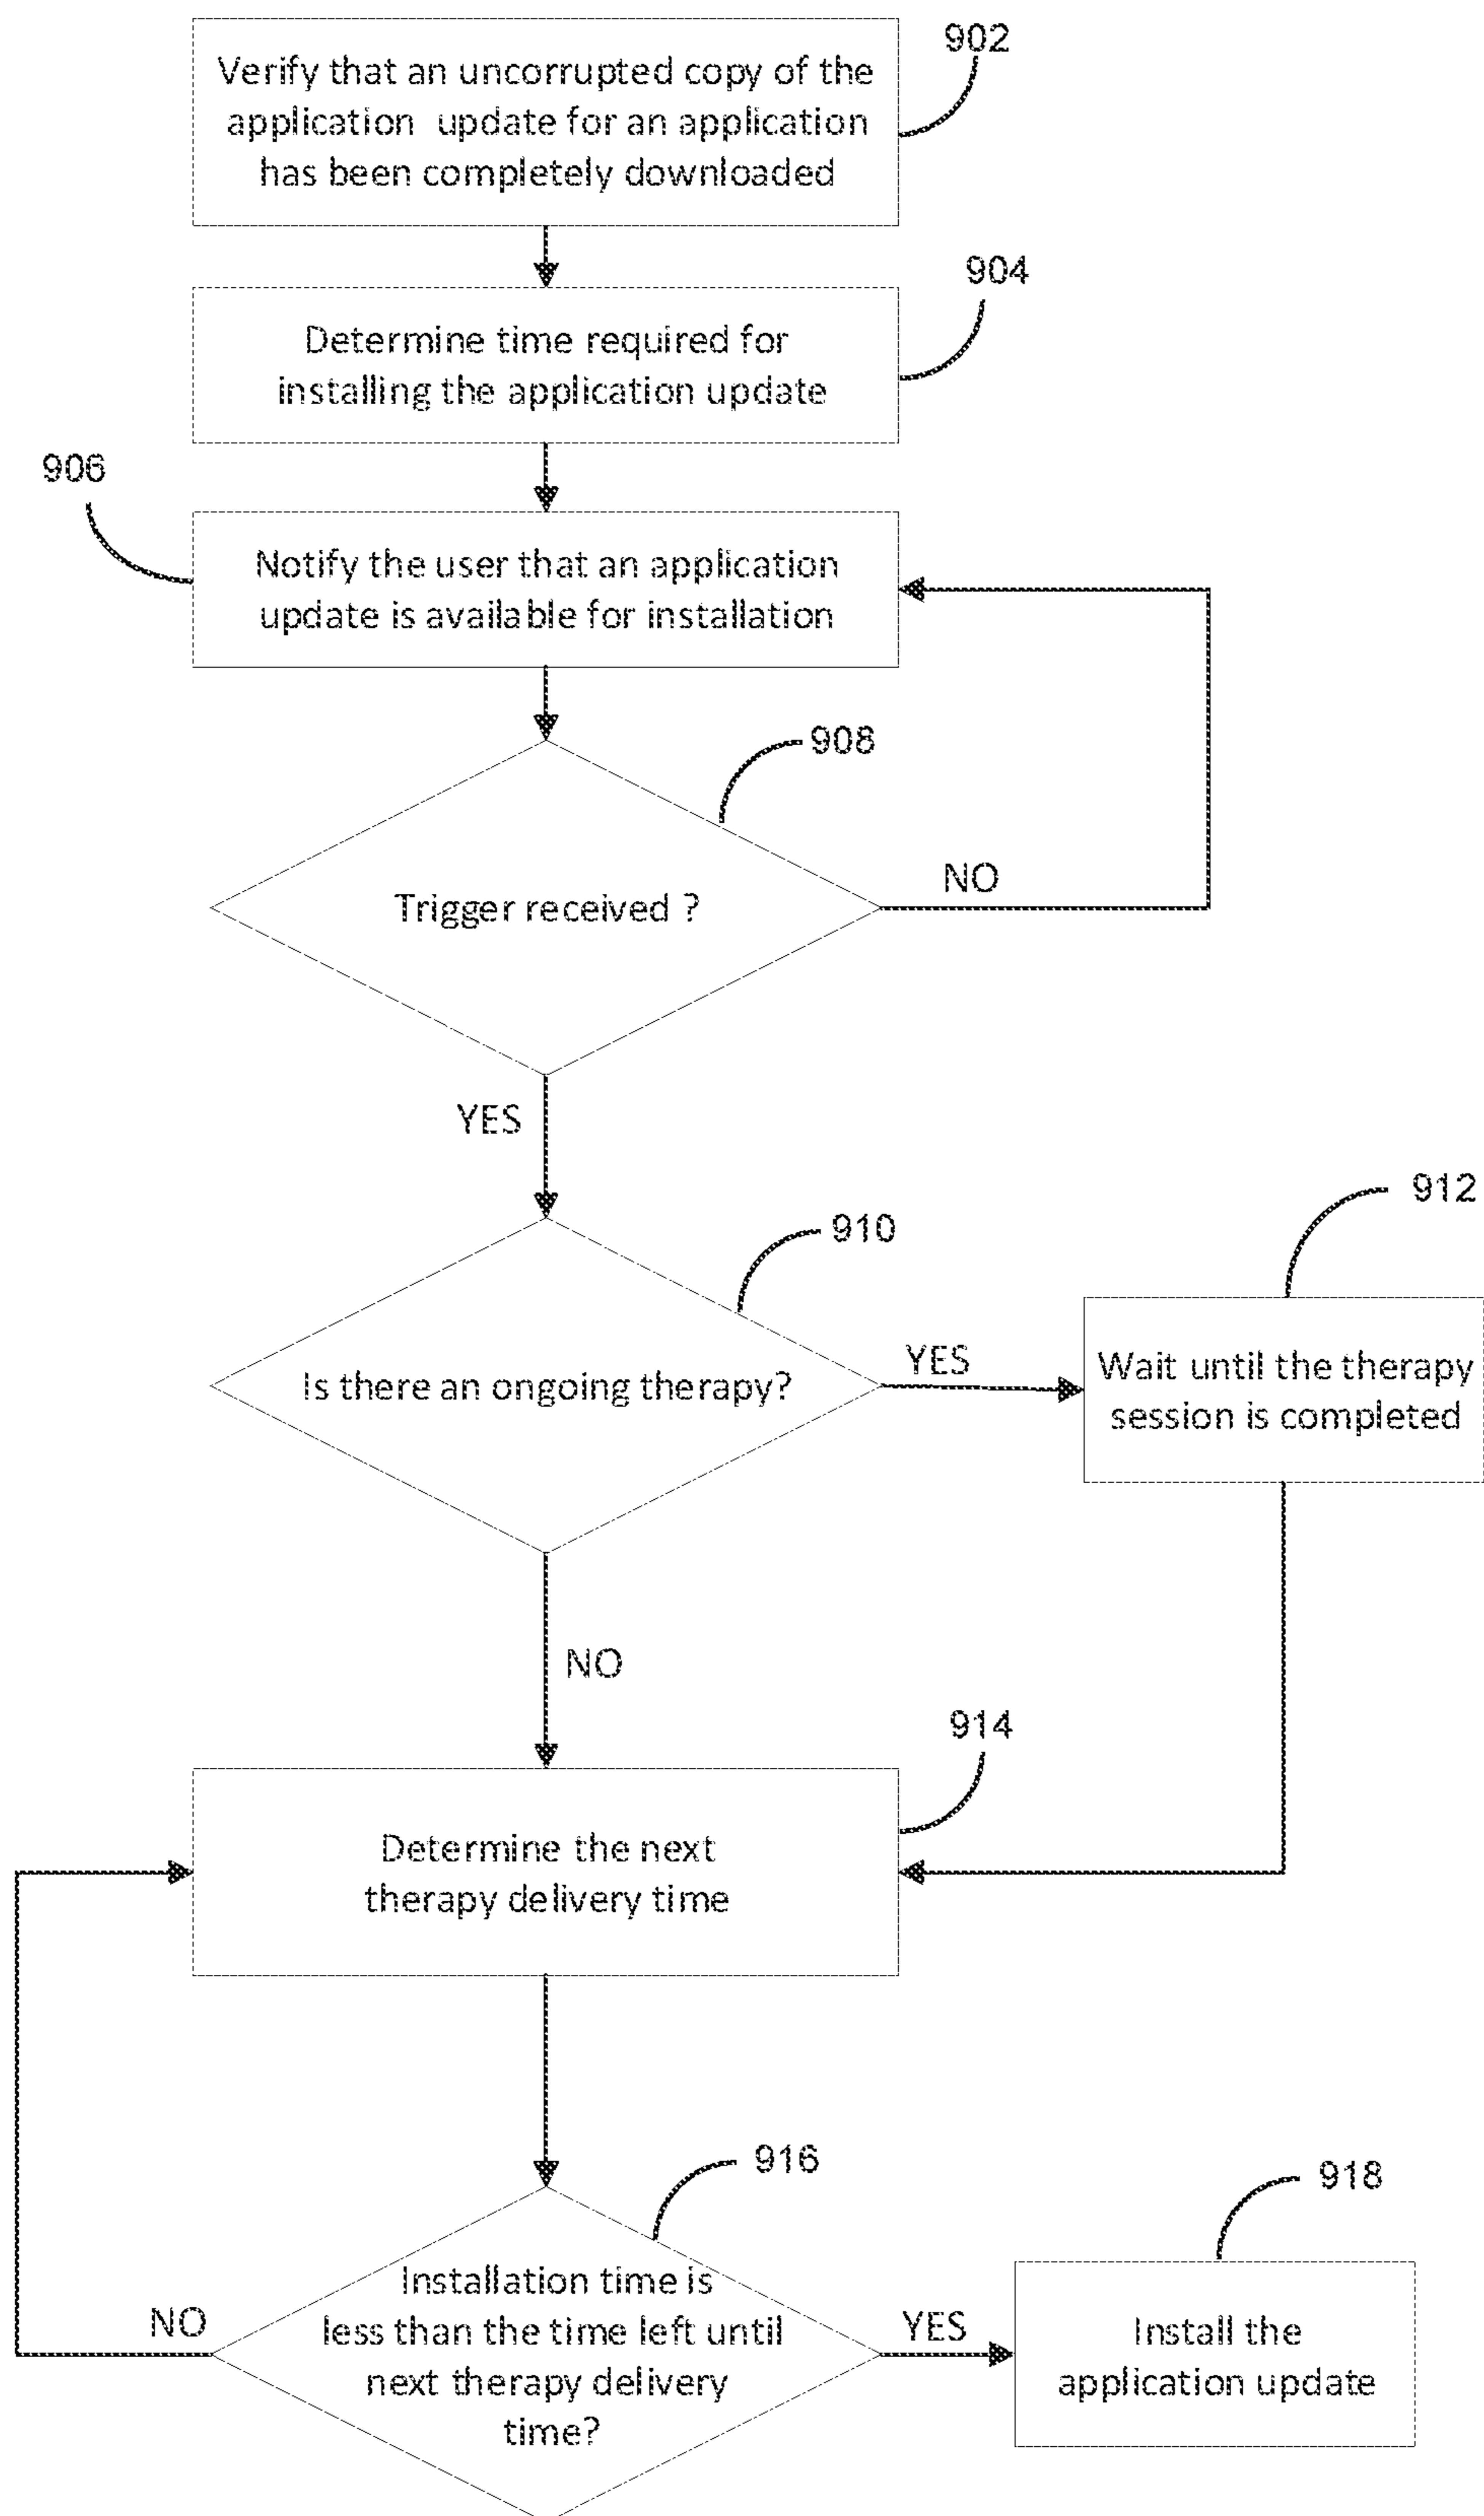 902
Verify that an uncorrupted copy of the
application update for an application
has been completely downloaded
904
Determine time required for
installing the application update
906
Notify the user that an application
update is available for installation
908
Trigger received ?
NO
YES
910
912
Is there an ongoing therapy?
YES
Wait until the therapy
session is completed
NO
914
Determine the next
therapy delivery time
916
918
Installation time is
less than the time left until
next therapy delivery
time?
NO
YES
Install the
application update